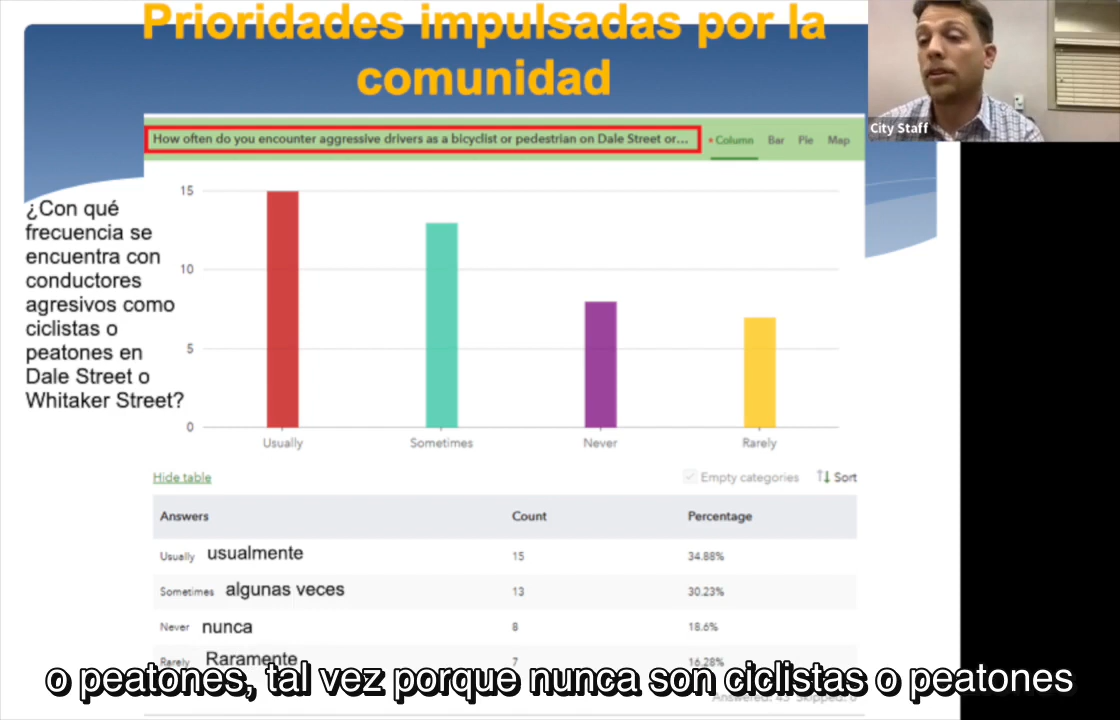 Prioridades impulsadas por la
comunidad
How often do you encounter aggressive drivers as a bicyclist or pedestrian on Dale Street or...
Column Bar Pie Map
City Staff
¿Con qué
frecuencia se
encuentra con
conductores
agresivos como
ciclistas o
peatones en
Dale Street o
Whitaker Street?
15
10
5
0
Usually Sometimes Never Rarely
Hide table
Empty categories Sort
Answers Count Percentage
Usually usualmente 15 34.88%
Sometimes algunas veces 13 30.23%
Never nunca 8 18.6%
Rarely Raramente 7 16.28%
o peatones, tal vez porque nunca son ciclistas o peatones